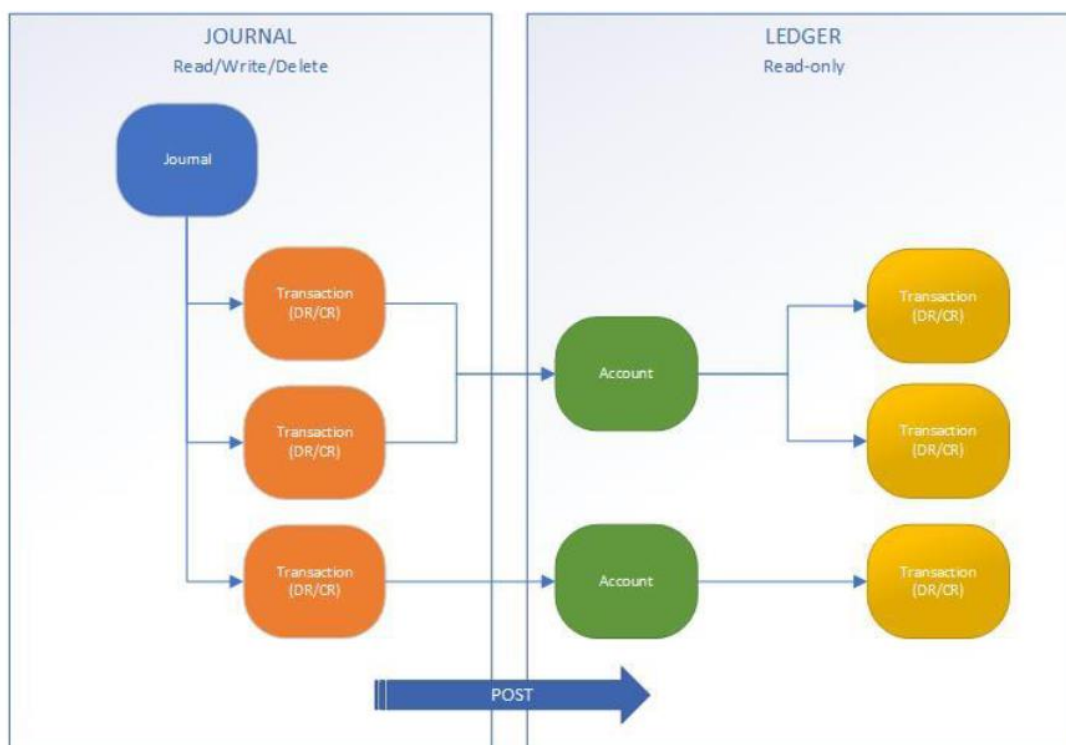 JOURNAL
Read/Write/Delete
Journal
Transaction
(DR/CR)
Transaction
(DR/CR)
Transaction
(DR/CR)
LEDGER
Read-only
Account
Account
Transaction
(DR/CR)
Transaction
(DR/CR)
Transaction
(DR/CR)
POST